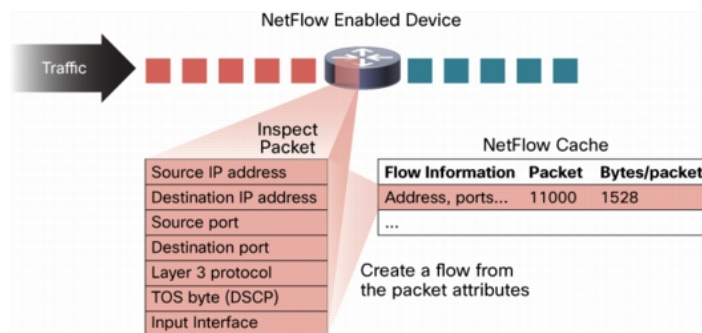 NetFlow Enabled Device
Traffic
Inspect
Packet
Source IP address
Destination IP address
Source port
Destination port
Layer 3 protocol
TOS byte (DSCP)
Input Interface
NetFlow Cache
Flow Information Packet Bytes/packet
Address, ports... 11000 1528
...
Create a flow from
the packet attributes